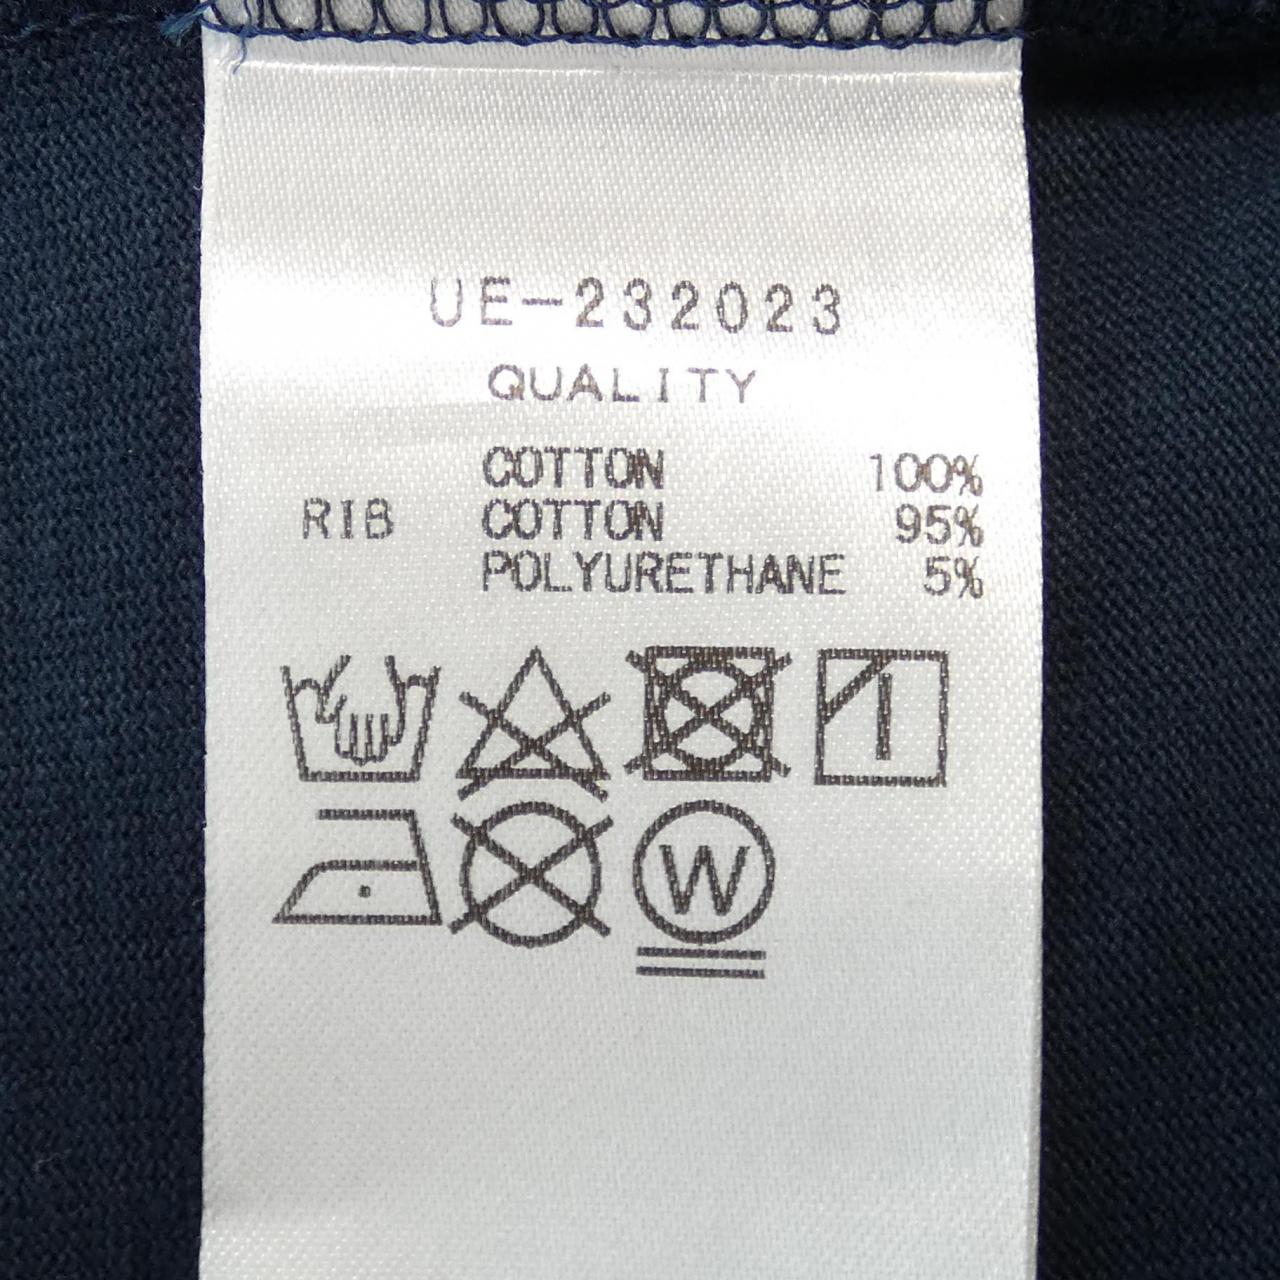 UE-232023
QUALITY
COTTON 100%
RIB COTTON 95%
POLYURETHANE 5%
W